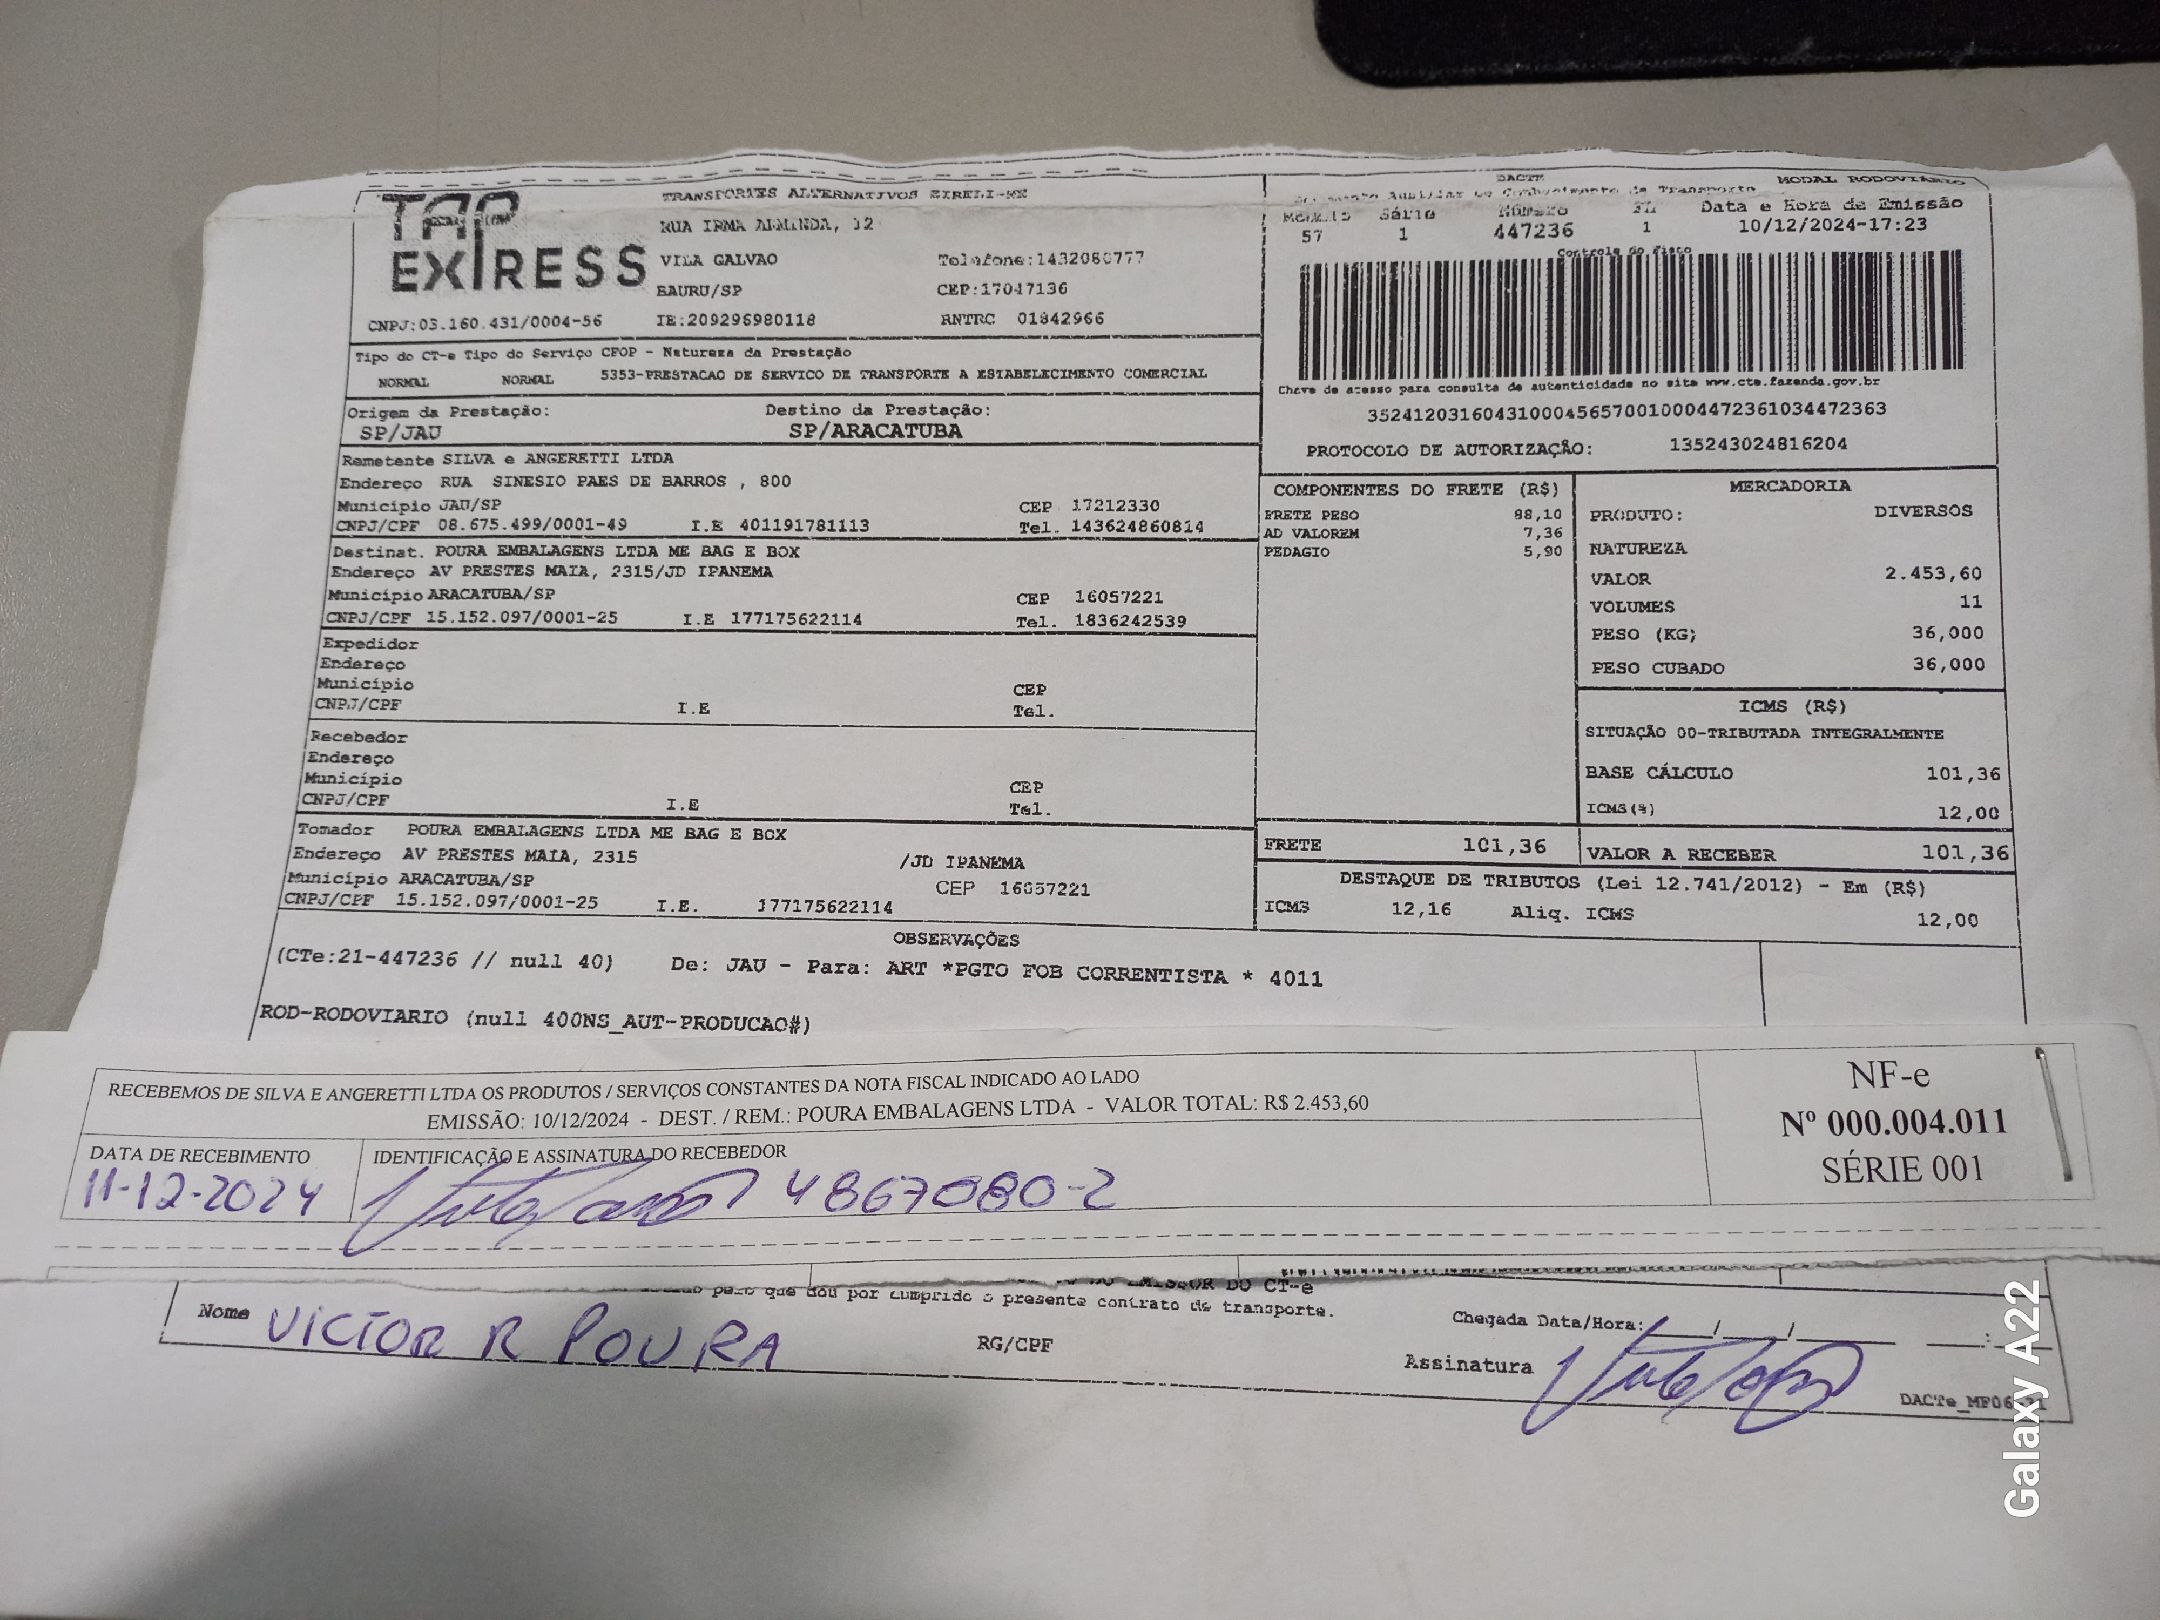 TAP
EXPRESS
TRANSPORTES ALTERNATIVOS EIRELI-ME
RUA IRMA ARMINDA, 12
VILA GALVAO Telefone:1432080777
BAURU/SP CEP:17047136
CNPJ:03.160.431/0004-56 IE:209296980118 RNTRC 01842966
DACTE MODAL RODOVIÁRIO
Auxiliar de Conhecimento de Transporte
Modelo Série Número FL Data e Hora de Emissão
57 1 447236 1 10/12/2024-17:23
Controle do Fisco
Chave de acesso para consulta de autenticidade no site www.cte.fazenda.gov.br
35241203160431000456570010004472361034472363
PROTOCOLO DE AUTORIZAÇÃO: 135243024816204
Tipo do CT-e Tipo do Serviço CFOP - Natureza da Prestação
NORMAL NORMAL 5353-PRESTACAO DE SERVICO DE TRANSPORTE A ESTABELECIMENTO COMERCIAL
Origem da Prestação: Destino da Prestação:
SP/JAU SP/ARACATUBA
Remetente SILVA e ANGERETTI LTDA
Endereço RUA SINESIO PAES DE BARROS , 800
Município JAU/SP CEP 17212330
CNPJ/CPF 08.675.499/0001-49 I.E 401191781113 Tel. 143624860814
Destinat. POURA EMBALAGENS LTDA ME BAG E BOX
Endereço AV PRESTES MAIA, 2315/JD IPANEMA
Município ARACATUBA/SP CEP 16057221
CNPJ/CPF 15.152.097/0001-25 I.E 177175622114 Tel. 1836242539
Expedidor
Endereço
Município CEP
CNPJ/CPF I.E Tel.
Recebedor
Endereço
Município CEP
CNPJ/CPF I.E Tel.
Tomador POURA EMBALAGENS LTDA ME BAG E BOX
Endereço AV PRESTES MAIA, 2315 /JD IPANEMA
Município ARACATUBA/SP CEP 16057221
CNPJ/CPF 15.152.097/0001-25 I.E. 177175622114
COMPONENTES DO FRETE (R$)
FRETE PESO 88,10
AD VALOREM 7,36
PEDAGIO 5,90
MERCADORIA
PRODUTO: DIVERSOS
NATUREZA
VALOR 2.453,60
VOLUMES 11
PESO (KG) 36,000
PESO CUBADO 36,000
ICMS (R$)
SITUAÇÃO 00-TRIBUTADA INTEGRALMENTE
BASE CÁLCULO 101,36
ICMS(%) 12,00
FRETE 101,36 VALOR A RECEBER 101,36
DESTAQUE DE TRIBUTOS (Lei 12.741/2012) - Em (R$)
ICMS 12,16 Aliq. ICMS 12,00
OBSERVAÇÕES
(CTe:21-447236 // null 40) De: JAU - Para: ART *PGTO FOB CORRENTISTA * 4011
ROD-RODOVIARIO (null 400NS_AUT-PRODUCAO#)
RECEBEMOS DE SILVA E ANGERETTI LTDA OS PRODUTOS / SERVIÇOS CONSTANTES DA NOTA FISCAL INDICADO AO LADO
EMISSÃO: 10/12/2024 - DEST. / REM.: POURA EMBALAGENS LTDA - VALOR TOTAL: R$ 2.453,60
NF-e
Nº 000.004.011
SÉRIE 001
DATA DE RECEBIMENTO IDENTIFICAÇÃO E ASSINATURA DO RECEBEDOR
11-12-2024 4867080-2
EMISSOR DO CT-e
pelo que dou por cumprido o presente contrato de transporte.
Nome VICTOR R POURA RG/CPF
Chegada Data/Hora: / / :
Assinatura
Galaxy A22